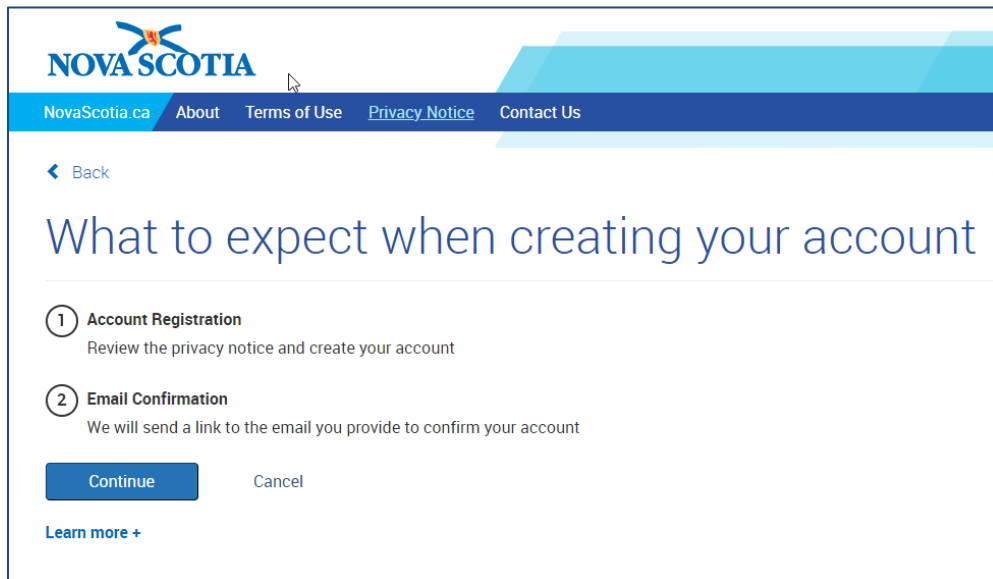 NOVA SCOTIA
NovaScotia.ca About Terms of Use Privacy Notice Contact Us
Back
What to expect when creating your account
1 Account Registration
Review the privacy notice and create your account
2 Email Confirmation
We will send a link to the email you provide to confirm your account
Continue Cancel
Learn more +